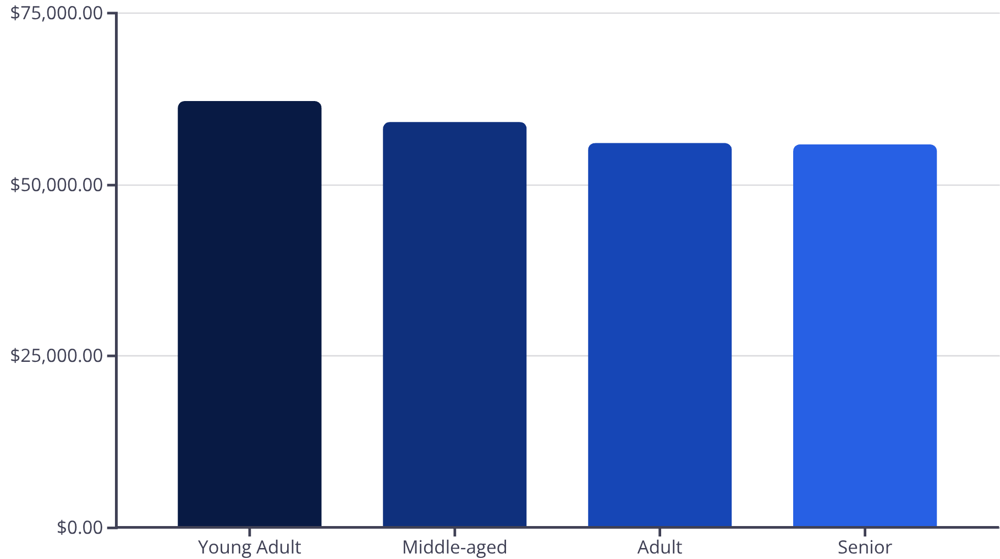 $75,000.00
$50,000.00
$25,000.00
$0.00
Young Adult
Middle-aged
Adult
Senior